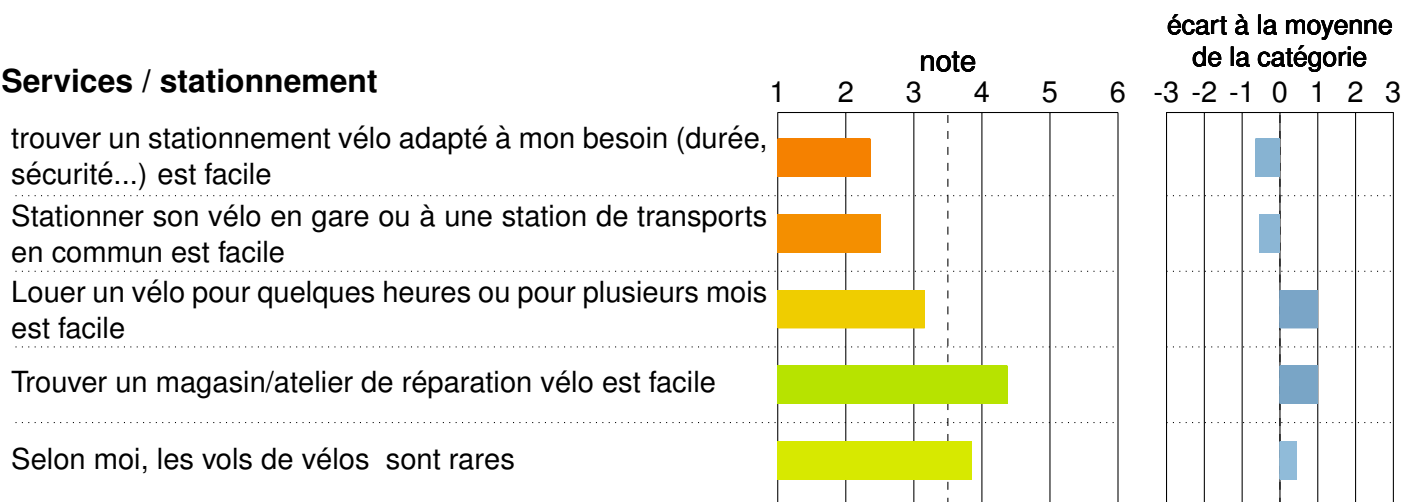 écart à la moyenne
de la catégorie
note
Services / stationnement
1 2 3 4 5 6
-3 -2 -1 0 1 2 3
trouver un stationnement vélo adapté à mon besoin (durée,
sécurité...) est facile
Stationner son vélo en gare ou à une station de transports
en commun est facile
Louer un vélo pour quelques heures ou pour plusieurs mois
est facile
Trouver un magasin/atelier de réparation vélo est facile
Selon moi, les vols de vélos sont rares